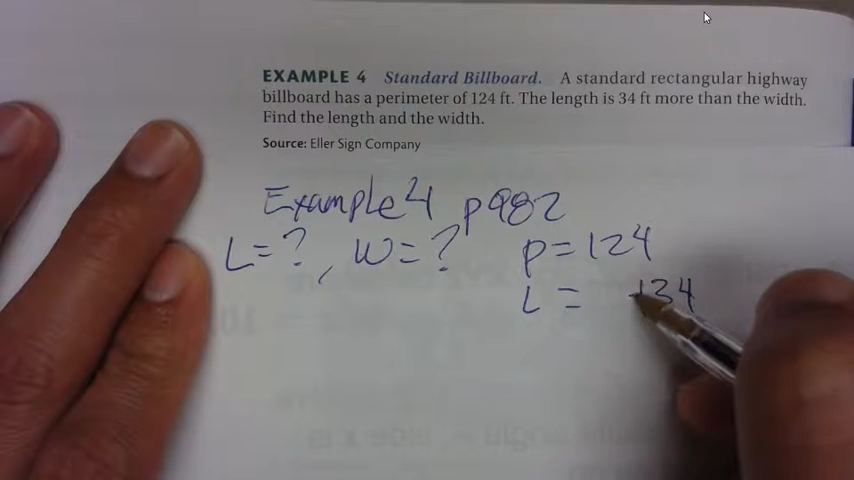 EXAMPLE 4 Standard Billboard. A standard rectangular highway
billboard has a perimeter of 124 ft. The length is 34 ft more than the width.
Find the length and the width.
Source: Eller Sign Company
Example 4 p982
L = ? , W = ? P = 124
L = +34